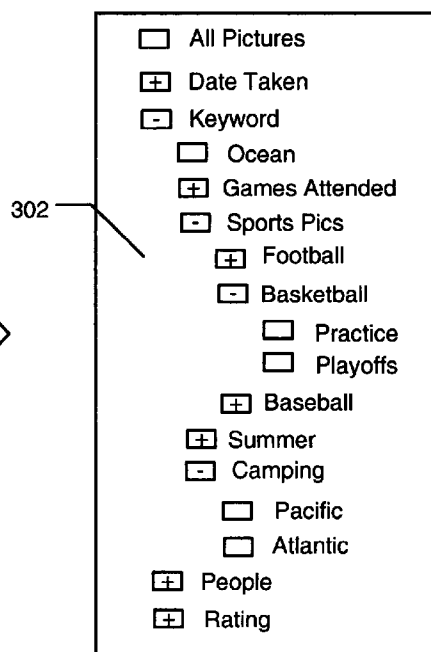 All Pictures
+ Date Taken
- Keyword
Ocean
+ Games Attended
302
- Sports Pics
+ Football
- Basketball
Practice
Playoffs
+ Baseball
+ Summer
- Camping
Pacific
Atlantic
+ People
+ Rating